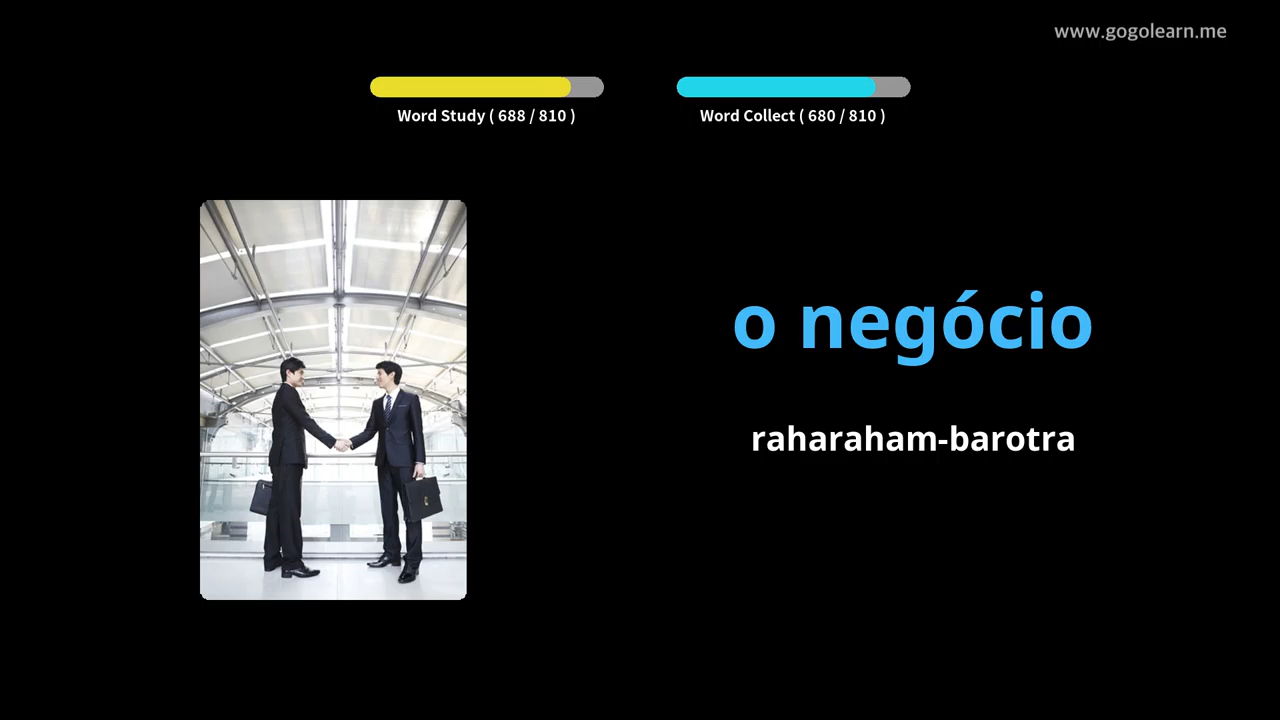 www.gogolearn.me
Word Study ( 688 / 810 )
Word Collect ( 680 / 810 )
o negócio
raharaham-barotra